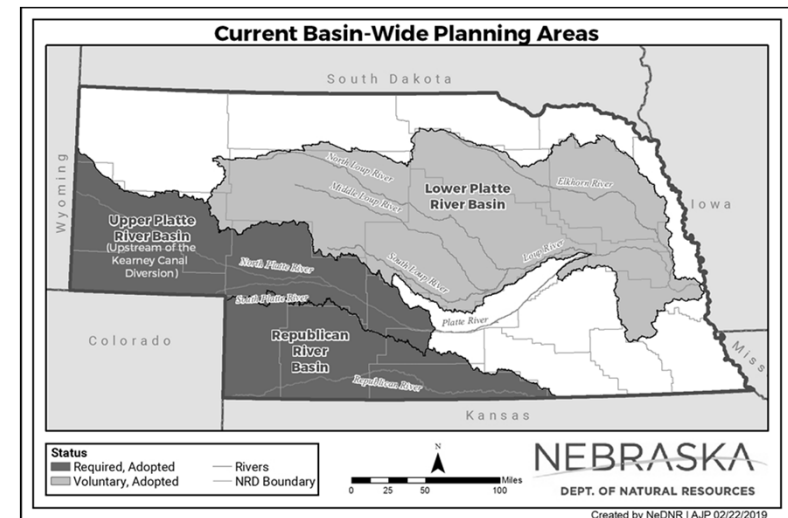 Current Basin-Wide Planning Areas
South Dakota
Wyoming
North Loup River
Middle Loup River
Lower Platte
River Basin
Elkhorn River
Iowa
Upper Platte
River Basin
(Upstream of the
Kearney Canal
Diversion)
North Platte River
South Loup River
Loup River
South Platte River
Platte River
Colorado
Republican
River
Basin
Republican River
Miss
Kansas
Status
Required, Adopted
Voluntary, Adopted
Rivers
NRD Boundary
N
Miles
0 25 50 100
NEBRASKA
DEPT. OF NATURAL RESOURCES
Created by NeDNR | AJP 02/22/2019